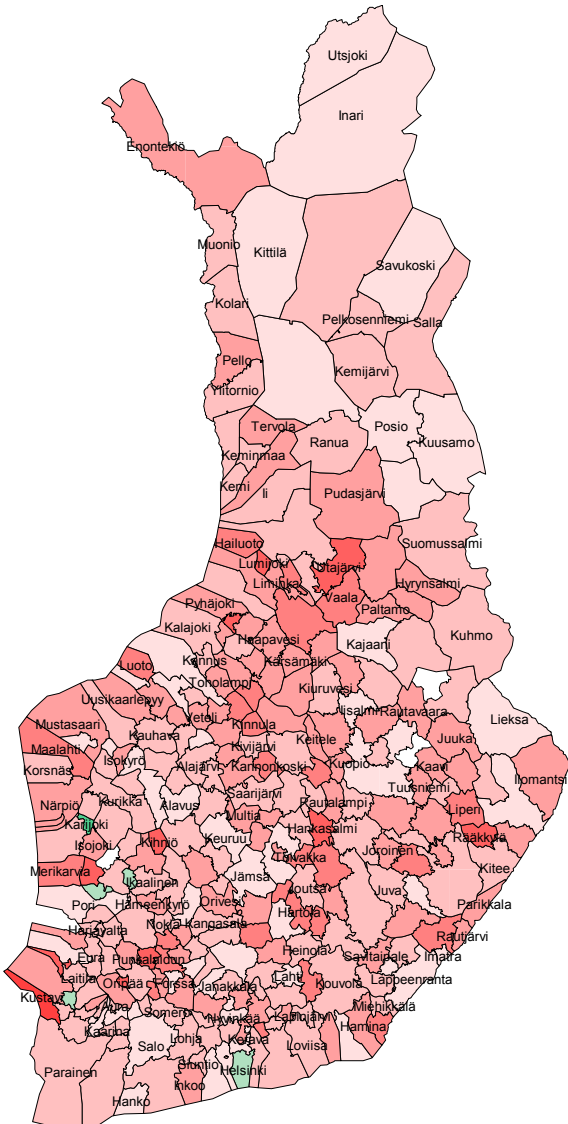 Utsjoki
Inari
Enontekiö
Muonio
Kittilä
Savukoski
Kolari
Pelkosenniemi
Salla
Pello
Kemijärvi
Ylitornio
Tervola
Posio
Ranua
Kuusamo
Keminmaa
Kemi
Ii
Pudasjärvi
Hailuoto
Suomussalmi
Lumijoki
Utajärvi
Liminka
Hyrynsalmi
Vaala
Pyhäjoki
Paltamo
Kalajoki
Haapavesi
Kajaani
Kuhmo
Luoto
Kannus
Kärsämäki
Toholampi
Kiuruvesi
Uusikaarlepyy
Iisalmi
Rautavaara
Veteli
Mustasaari
Kinnula
Lieksa
Kauhava
Keitele
Juuka
Maalahti
Kivijärvi
Isokyrö
Kuopio
Kaavi
Korsnäs
Alajärvi
Kannonkoski
Ilomantsi
Tuusniemi
Närpiö
Kurikka
Alavus
Saarijärvi
Rautalampi
Liperi
Multia
Karijoki
Hankasalmi
Rääkkylä
Isojoki
Kihniö
Keuruu
Joroinen
Toivakka
Kitee
Merikarvia
Ikaalinen
Jämsä
Joutsa
Juva
Pori
Hämeenkyrö
Orivesi
Hartola
Parikkala
Harjavalta
Nokia
Kangasala
Rautjärvi
Eura
Punkalaidun
Heinola
Savitaipale
Imatra
Laitila
Oripää
Forssa
Janakkala
Lahti
Kouvola
Lappeenranta
Kustavi
Aura
Somero
Miehikkälä
Kaarina
Hyvinkää
Lapinjärvi
Hamina
Salo
Lohja
Kerava
Loviisa
Parainen
Siuntio
Helsinki
Inkoo
Hanko